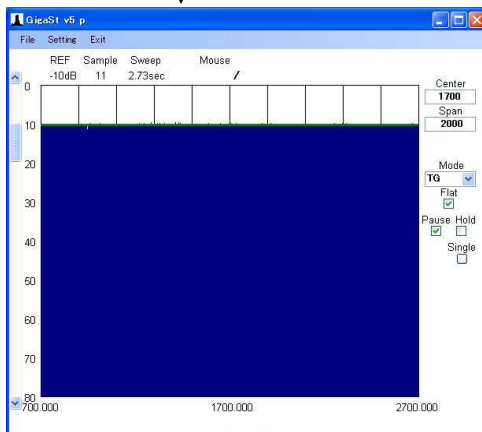 GigaSt v5 p
File Setting Exit
REF Sample Sweep Mouse
-10dB 11 2.73sec /
0
10
20
30
40
50
60
70
80
700.000 1700.000 2700.000
Center
1700
Span
2000
Mode
TG
Flat
Pause Hold
Single